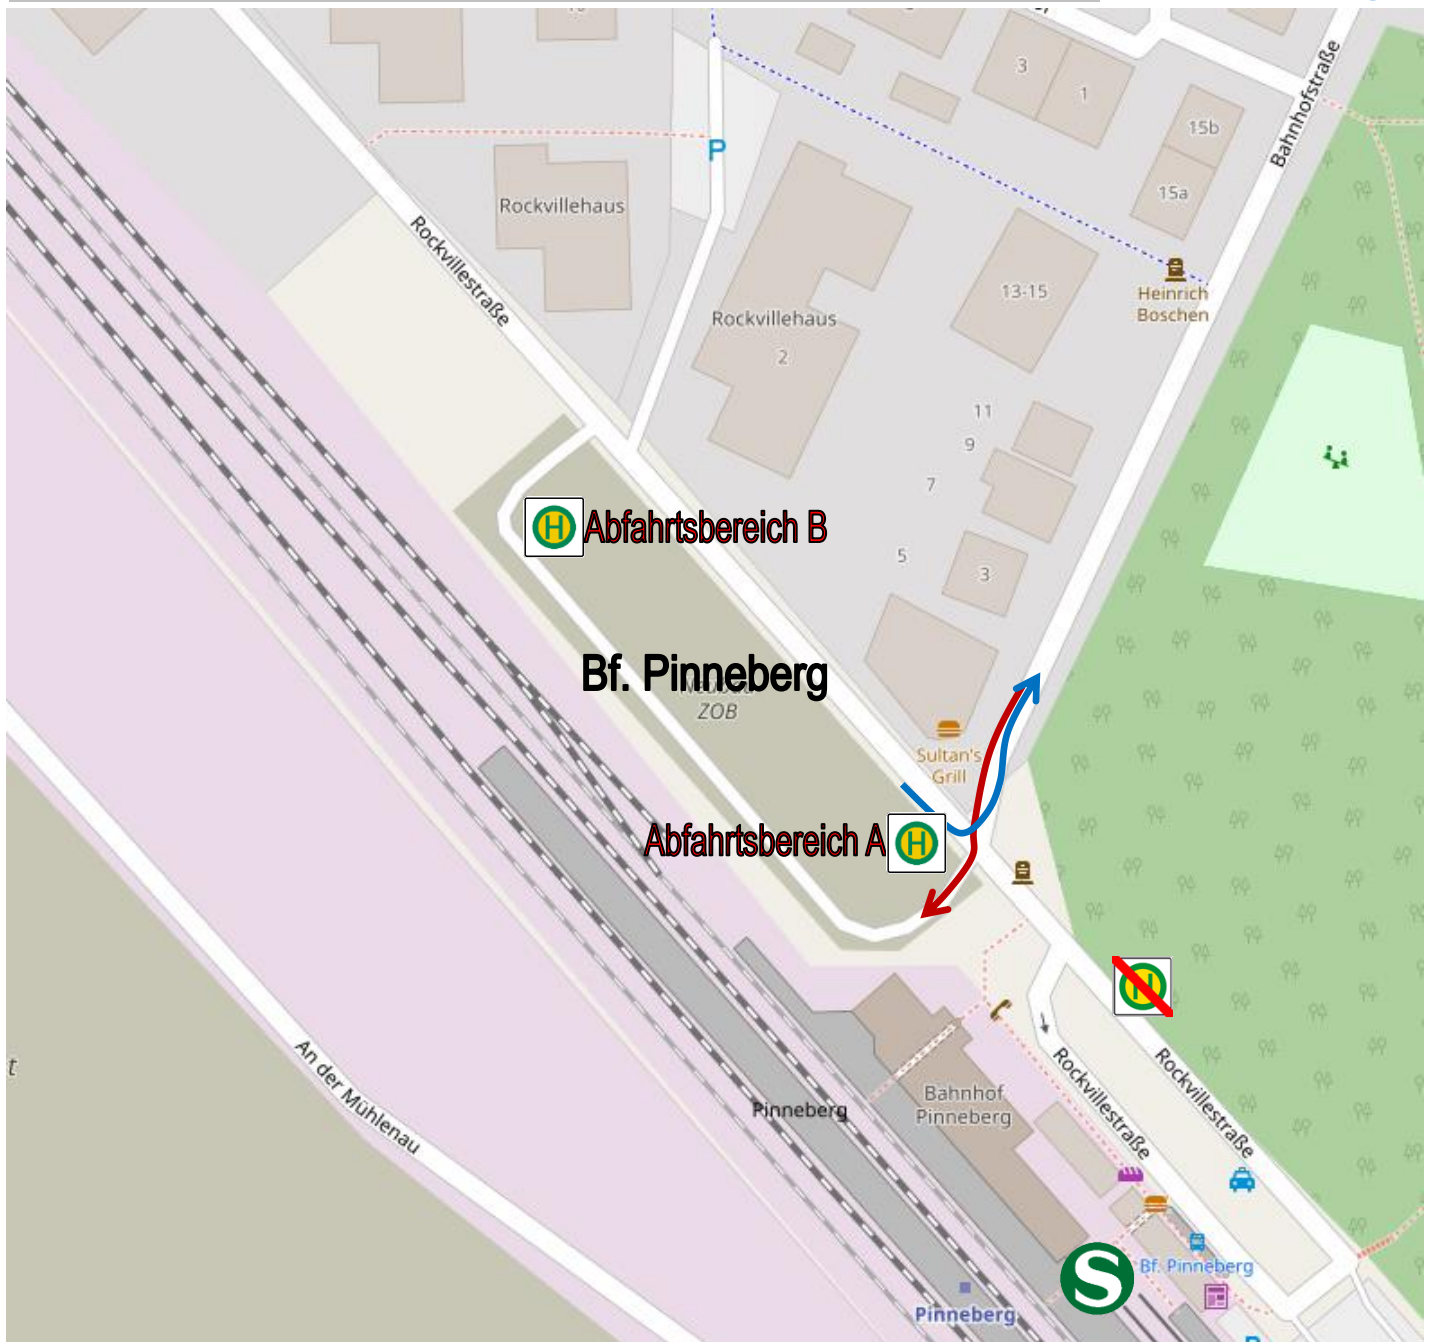 3
1
Bahnhofstraße
15b
15a
P
Rockvillehaus
Rockvillestraße
13-15
Heinrich
Boschen
Rockvillehaus
2
11
9
7
H
Abfahrtsbereich B
5
3
Bf. Pinneberg
ZOB
Sultan's
Grill
Abfahrtsbereich A
H
H
t
An der Mühlenau
Pinneberg
Bahnhof
Pinneberg
Rockvillestraße
Rockvillestraße
S
Bf. Pinneberg
Pinneberg